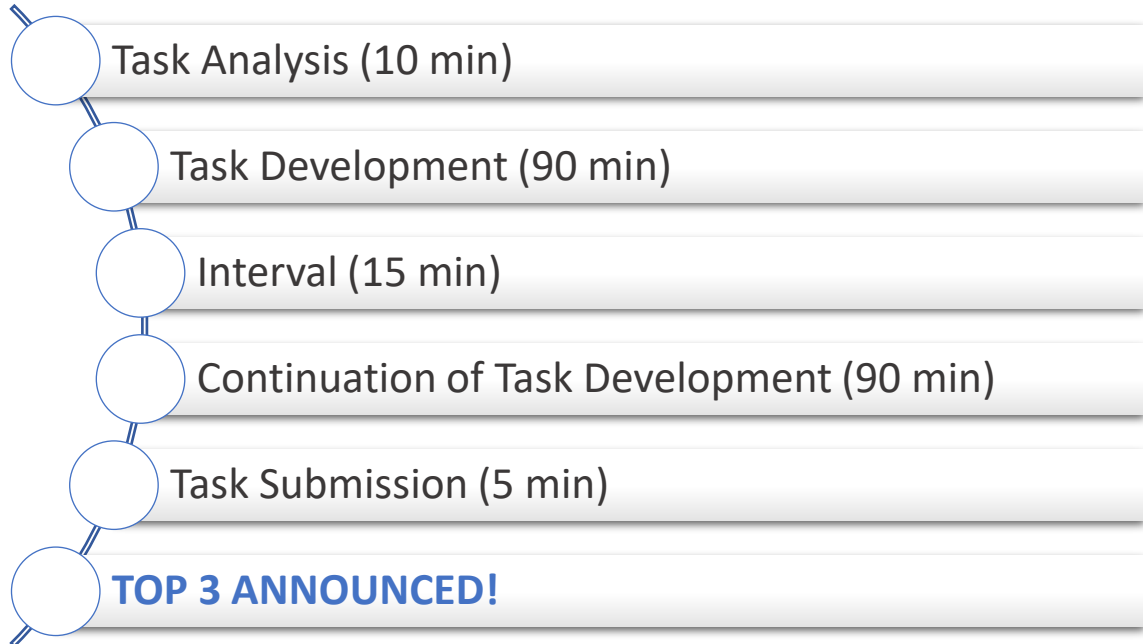 Task Analysis (10 min)
Task Development (90 min)
Interval (15 min)
Continuation of Task Development (90 min)
Task Submission (5 min)
TOP 3 ANNOUNCED!